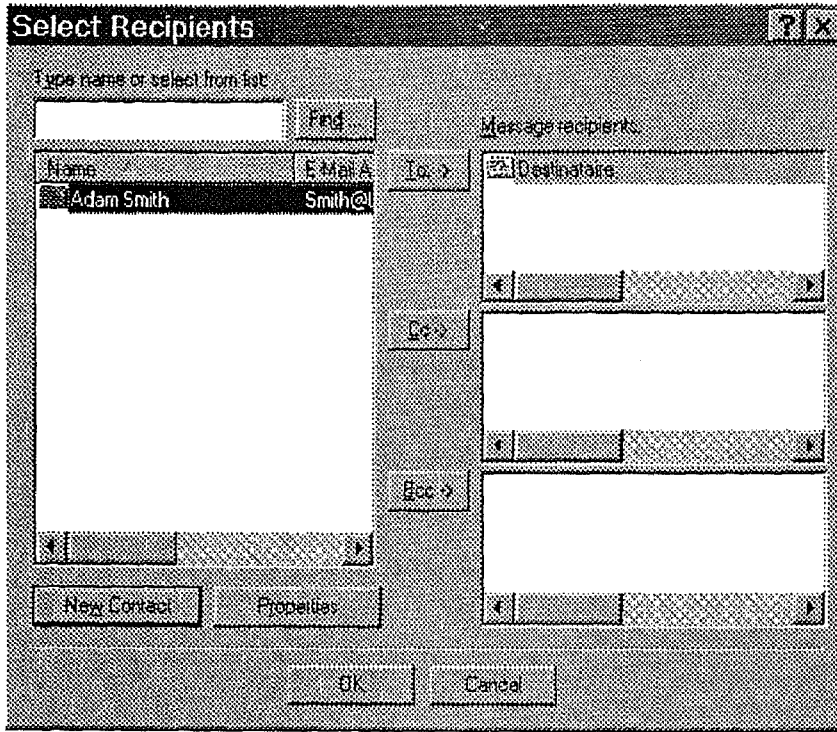 Select Recipients
Type name or select from list:
Find...
Message recipients:
Name E-Mail A
To: ->
Destinataire
Adam Smith Smith@l
Cc ->
Bcc ->
New Contact Properties
OK Cancel